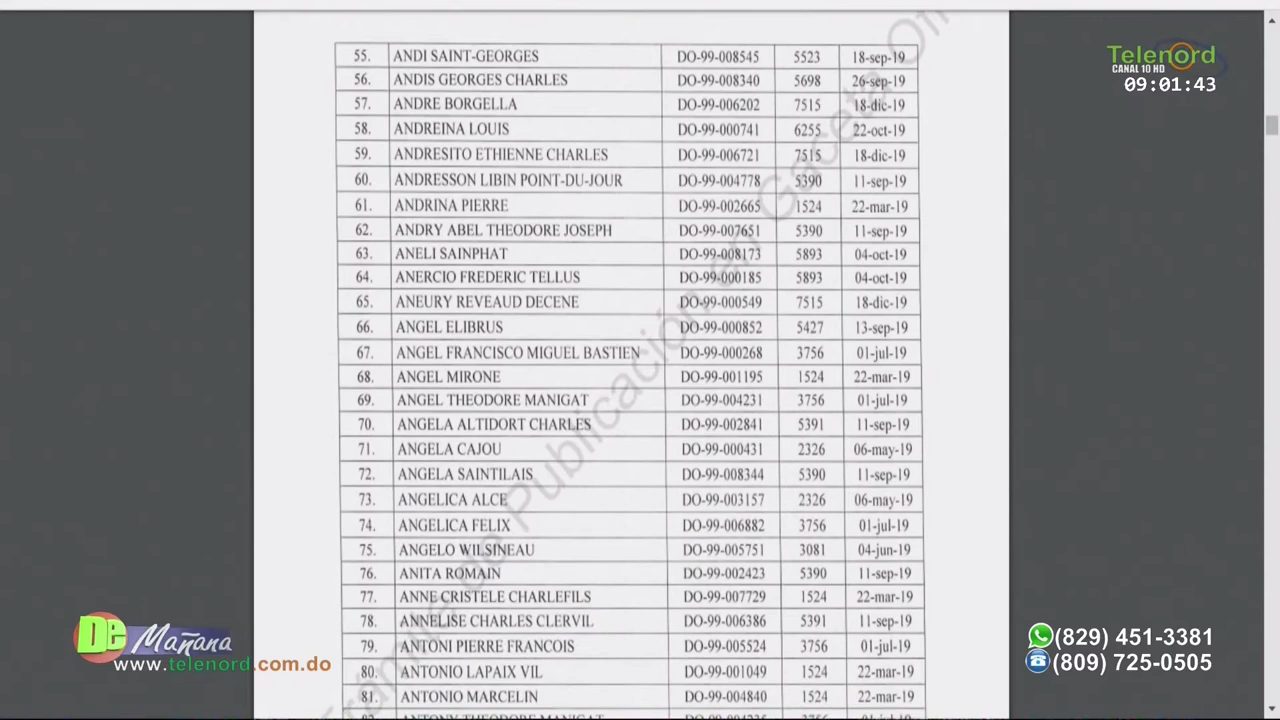 55. ANDI SAINT-GEORGES DO-99-008545 5523 18-sep-19
56. ANDIS GEORGES CHARLES DO-99-008340 5698 26-sep-19
57. ANDRE BORGELLA DO-99-006202 7515 18-dic-19
58. ANDREINA LOUIS DO-99-000741 6255 22-oct-19
59. ANDRESITO ETHIENNE CHARLES DO-99-006721 7515 18-dic-19
60. ANDRESSON LIBIN POINT-DU-JOUR DO-99-004778 5390 11-sep-19
61. ANDRINA PIERRE DO-99-002665 1524 22-mar-19
62. ANDRY ABEL THEODORE JOSEPH DO-99-007651 5390 11-sep-19
63. ANELI SAINPHAT DO-99-008173 5893 04-oct-19
64. ANERCIO FREDERIC TELLUS DO-99-000185 5893 04-oct-19
65. ANEURY REVEAUD DECENE DO-99-000549 7515 18-dic-19
66. ANGEL ELIBRUS DO-99-000852 5427 13-sep-19
67. ANGEL FRANCISCO MIGUEL BASTIEN DO-99-000268 3756 01-jul-19
68. ANGEL MIRONE DO-99-001195 1524 22-mar-19
69. ANGEL THEODORE MANIGAT DO-99-004231 3756 01-jul-19
70. ANGELA ALTIDORT CHARLES DO-99-002841 5391 11-sep-19
71. ANGELA CAJOU DO-99-000431 2326 06-may-19
72. ANGELA SAINTILAIS DO-99-008344 5390 11-sep-19
73. ANGELICA ALCE DO-99-003157 2326 06-may-19
74. ANGELICA FELIX DO-99-006882 3756 01-jul-19
75. ANGELO WILSINEAU DO-99-005751 3081 04-jun-19
76. ANITA ROMAIN DO-99-002423 5390 11-sep-19
77. ANNE CRISTELE CHARLEFILS DO-99-007729 1524 22-mar-19
78. ANNELISE CHARLES CLERVIL DO-99-006386 5391 11-sep-19
79. ANTONI PIERRE FRANCOIS DO-99-005524 3756 01-jul-19
80. ANTONIO LAPAIX VIL DO-99-001049 1524 22-mar-19
81. ANTONIO MARCELIN DO-99-004840 1524 22-mar-19
ANTONY THEODORE MANIGAT
Publicación en Gaceta
Telenord
CANAL 10 HD
09:01:43
De Mañana
www.telenord.com.do
(829) 451-3381
(809) 725-0505